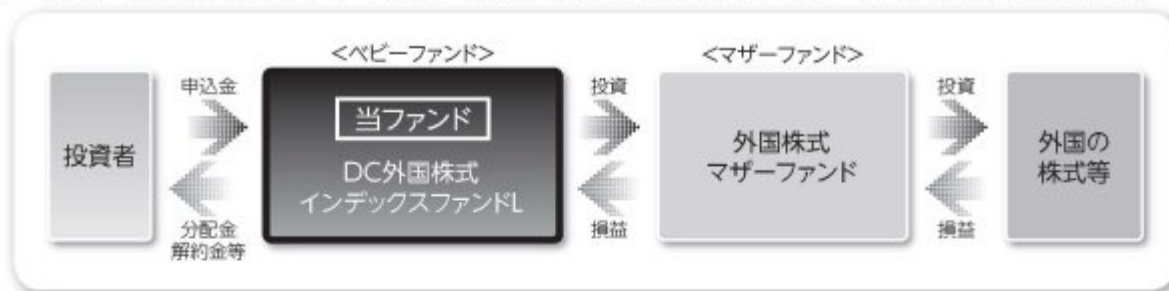 <ベビーファンド>
<マザーファンド>
申込金
投資
投資
投資者
当ファンド
DC外国株式
インデックスファンドL
外国株式
マザーファンド
外国の
株式等
分配金
解約金等
損益
損益